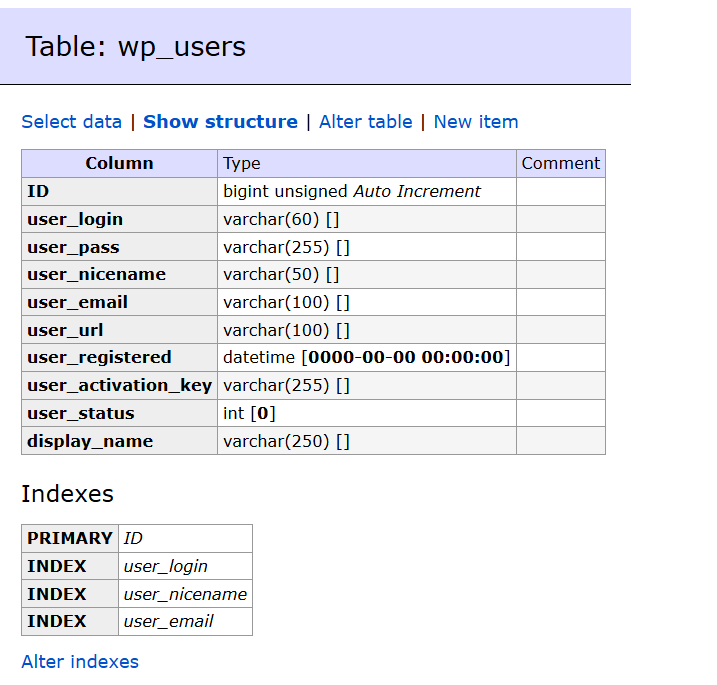 Table: wp_users
Select data | Show structure | Alter table | New item
Column Type Comment
ID bigint unsigned Auto Increment
user_login varchar(60) []
user_pass varchar(255) []
user_nicename varchar(50) []
user_email varchar(100) []
user_url varchar(100) []
user_registered datetime [0000-00-00 00:00:00]
user_activation_key varchar(255) []
user_status int [0]
display_name varchar(250) []
Indexes
PRIMARY ID
INDEX user_login
INDEX user_nicename
INDEX user_email
Alter indexes